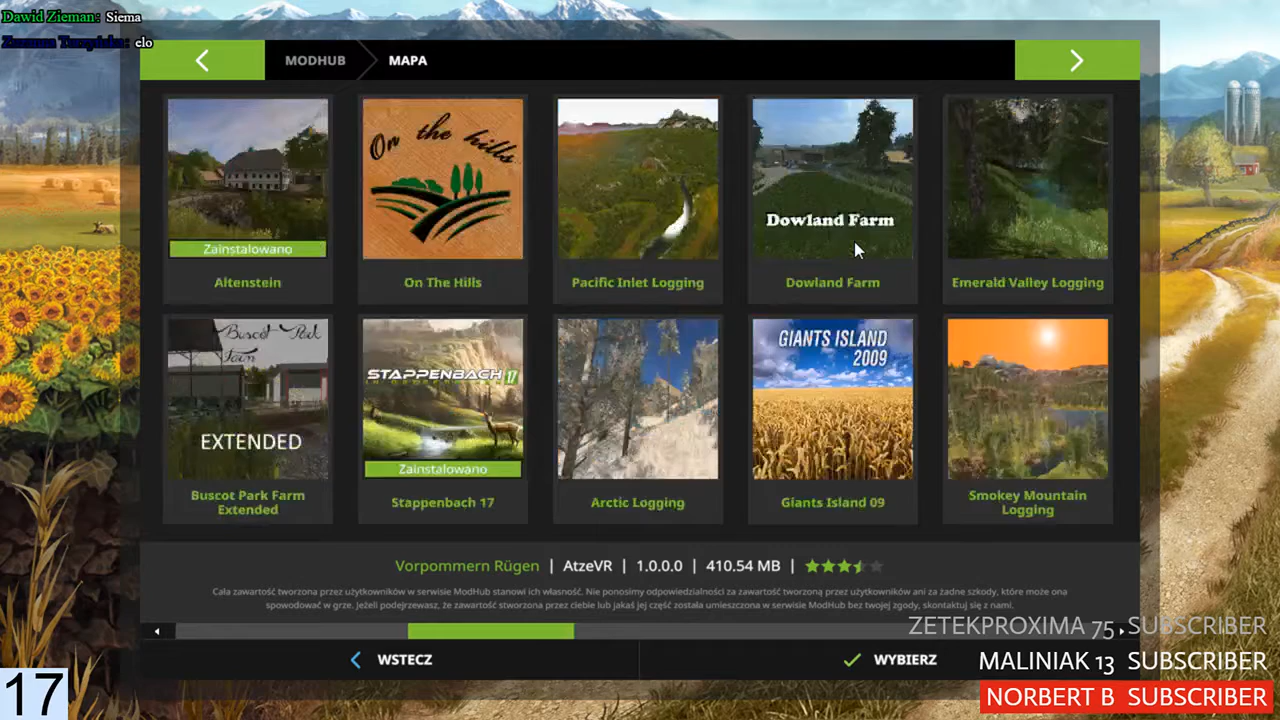 Dawid Zieman: Siema
Zuzanna Turzyńska: elo
MODHUB
MAPA
On the hills
Dowland Farm
Zainstalowano
Altenstein
On The Hills
Pacific Inlet Logging
Dowland Farm
Emerald Valley Logging
Buscot Park
Farm
EXTENDED
STAPPENBACH 17
Zainstalowano
GIANTS ISLAND
2009
Buscot Park Farm
Extended
Stappenbach 17
Arctic Logging
Giants Island 09
Smokey Mountain
Logging
Vorpommern Rügen | AtzeVR | 1.0.0.0 | 410.54 MB |
Cała zawartość tworzona przez użytkowników w serwisie ModHub stanowi ich własność. Nie ponosimy odpowiedzialności za zawartość tworzoną przez użytkowników ani za żadne szkody, które może ona
spowodować w grze. Jeżeli podejrzewasz, że zawartość stworzona przez ciebie lub jakaś jej część została umieszczona w serwisie ModHub bez twojej zgody, skontaktuj się z nami.
ZETEKPROXIMA 75 SUBSCRIBER
WSTECZ
WYBIERZ
MALINIAK 13 SUBSCRIBER
NORBERT B SUBSCRIBER
17